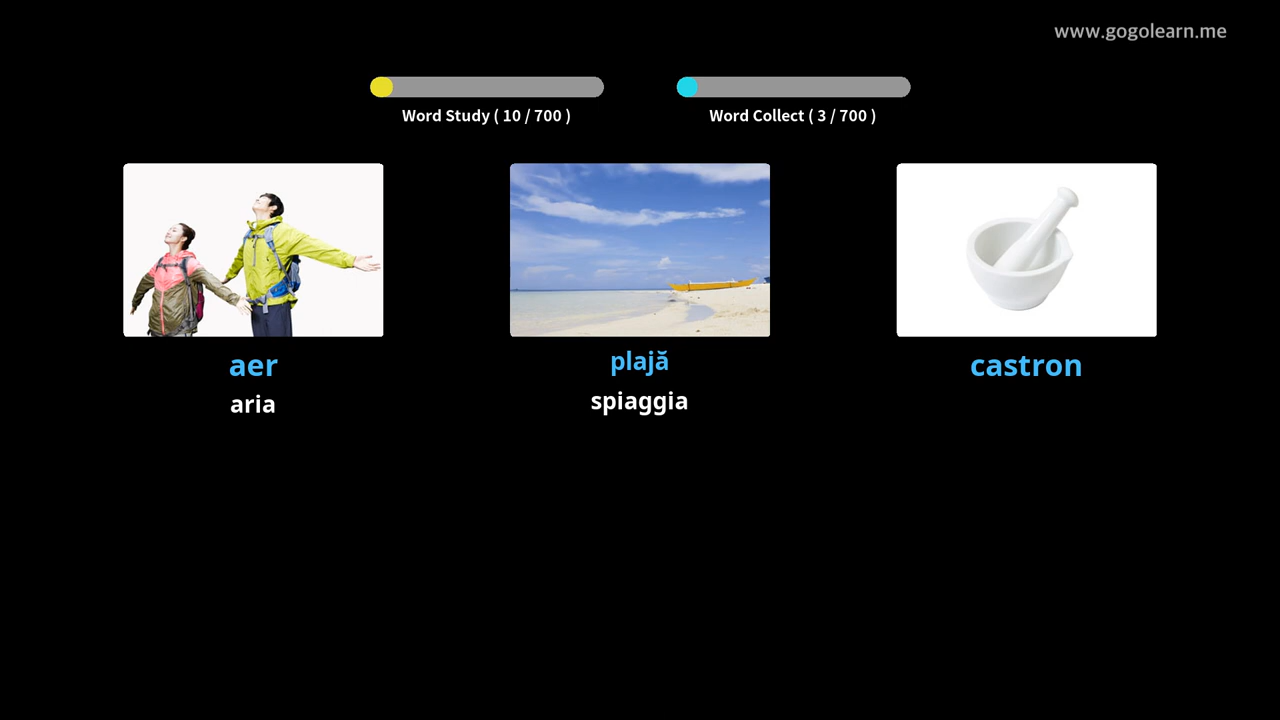 www.gogolearn.me
Word Study ( 10 / 700 )
Word Collect ( 3 / 700 )
aer
plajă
castron
aria
spiaggia